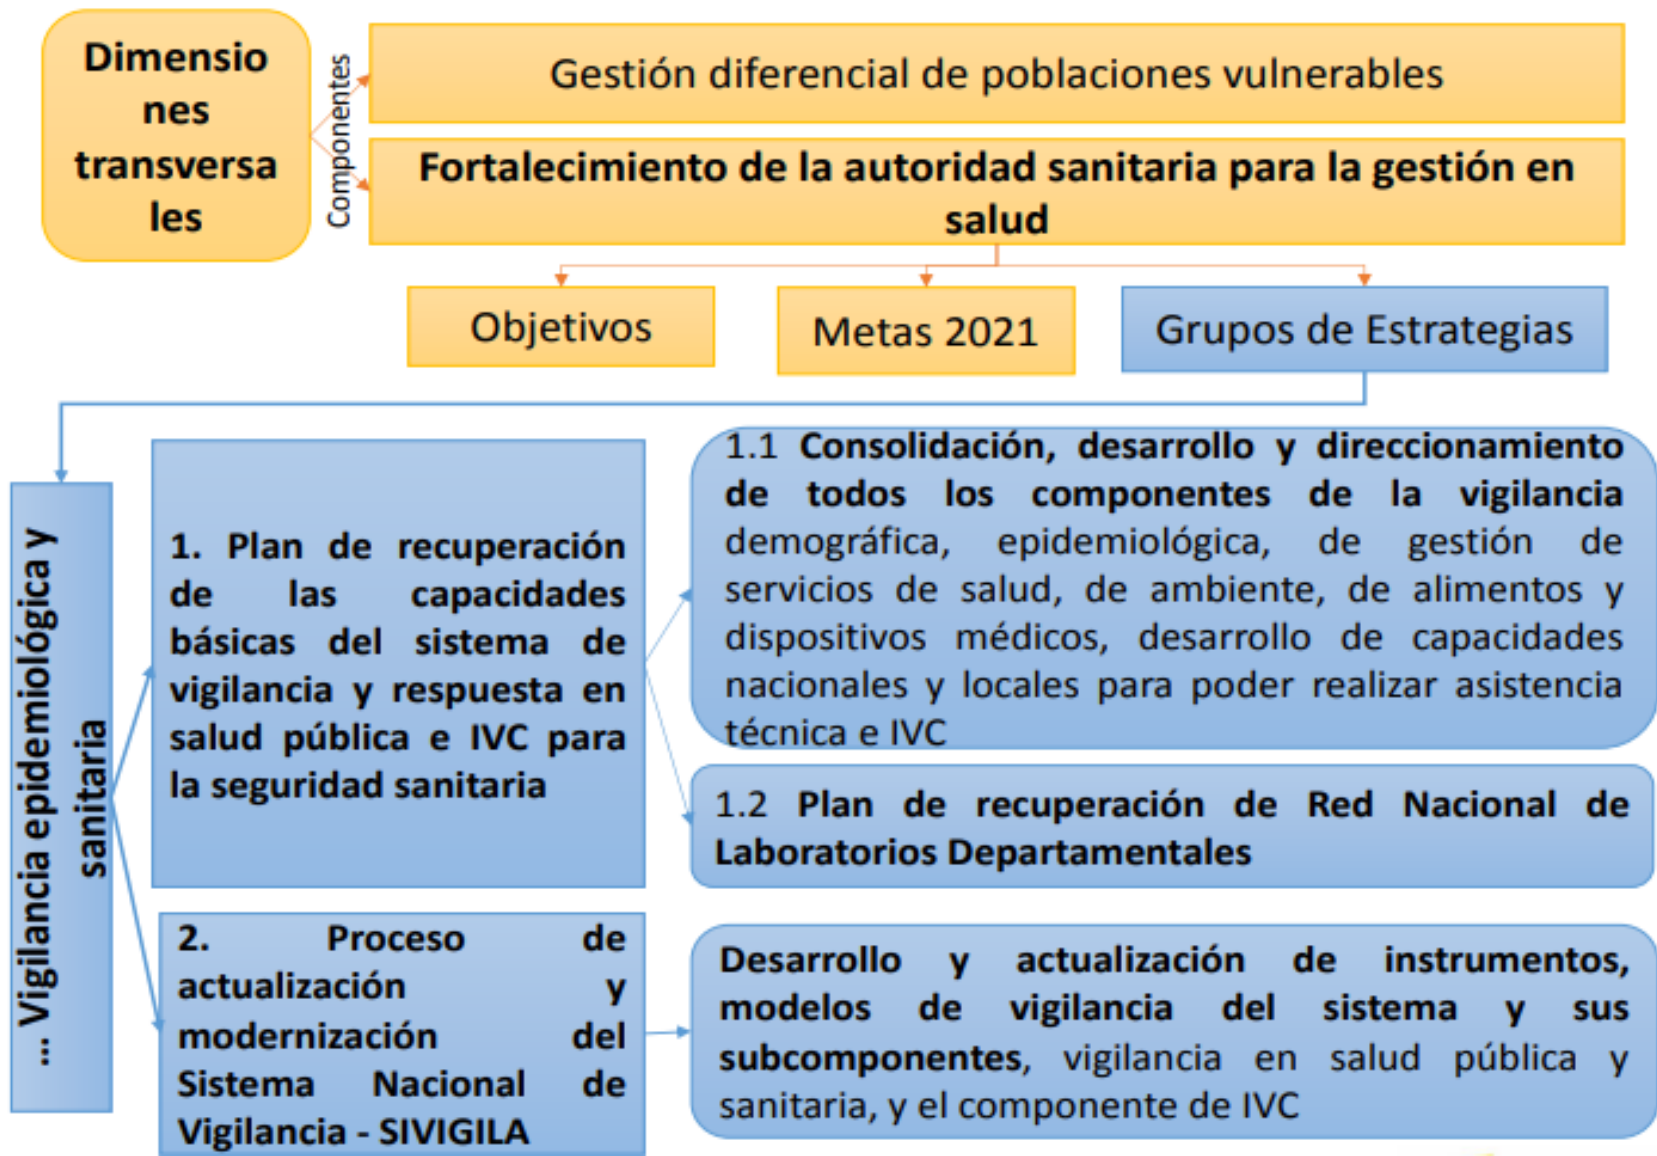 Dimensio
nes
transversa
les
Componentes
Gestión diferencial de poblaciones vulnerables
Fortalecimiento de la autoridad sanitaria para la gestión en
salud
Objetivos
Metas 2021
Grupos de Estrategias
... Vigilancia epidemiológica y
sanitaria
1. Plan de recuperación
de las capacidades
básicas del sistema de
vigilancia y respuesta en
salud pública e IVC para
la seguridad sanitaria
1.1 Consolidación, desarrollo y direccionamiento
de todos los componentes de la vigilancia
demográfica, epidemiológica, de gestión de
servicios de salud, de ambiente, de alimentos y
dispositivos médicos, desarrollo de capacidades
nacionales y locales para poder realizar asistencia
técnica e IVC
1.2 Plan de recuperación de Red Nacional de
Laboratorios Departamentales
2. Proceso de
actualización y
modernización del
Sistema Nacional de
Vigilancia - SIVIGILA
Desarrollo y actualización de instrumentos,
modelos de vigilancia del sistema y sus
subcomponentes, vigilancia en salud pública y
sanitaria, y el componente de IVC